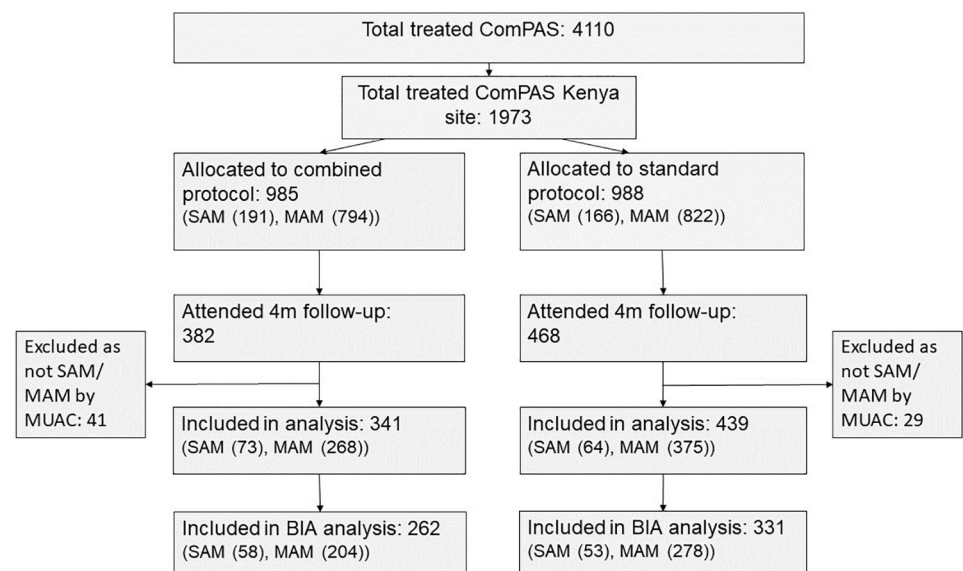 Total treated ComPAS: 4110
Total treated ComPAS Kenya
site: 1973
Allocated to combined
protocol: 985
(SAM (191), MAM (794))
Allocated to standard
protocol: 988
(SAM (166), MAM (822))
Attended 4m follow-up:
382
Attended 4m follow-up:
468
Excluded as
not SAM/
MAM by
MUAC: 41
Excluded as
not SAM/
MAM by
MUAC: 29
Included in analysis: 341
(SAM (73), MAM (268))
Included in analysis: 439
(SAM (64), MAM (375))
Included in BIA analysis: 262
(SAM (58), MAM (204))
Included in BIA analysis: 331
(SAM (53), MAM (278))